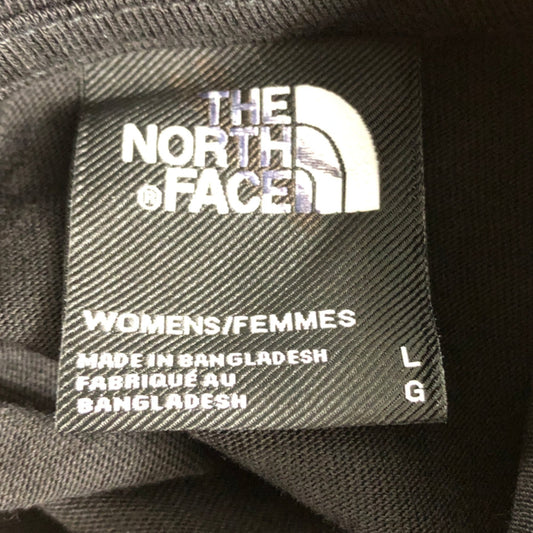 THE
NORTH
®FACE
WOMENS/FEMMES
MADE IN BANGLADESH L
FABRIQUÉ AU G
BANGLADESH